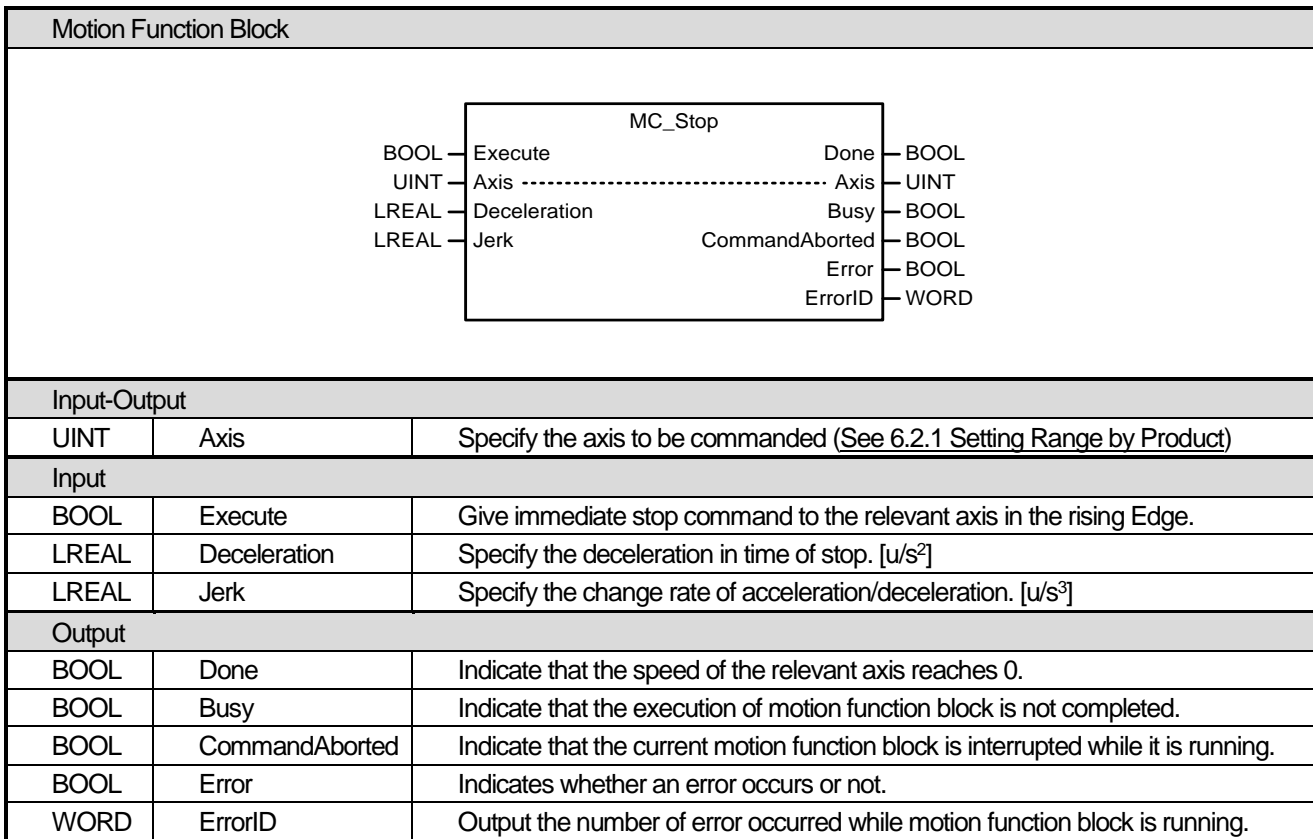 Motion Function Block
MC_Stop
BOOL Execute Done BOOL
UINT Axis Axis UINT
LREAL Deceleration Busy BOOL
LREAL Jerk CommandAborted BOOL
Error BOOL
ErrorID WORD
Input-Output
UINT Axis Specify the axis to be commanded (See 6.2.1 Setting Range by Product)
Input
BOOL Execute Give immediate stop command to the relevant axis in the rising Edge.
LREAL Deceleration Specify the deceleration in time of stop. [u/s²]
LREAL Jerk Specify the change rate of acceleration/deceleration. [u/s³]
Output
BOOL Done Indicate that the speed of the relevant axis reaches 0.
BOOL Busy Indicate that the execution of motion function block is not completed.
BOOL CommandAborted Indicate that the current motion function block is interrupted while it is running.
BOOL Error Indicates whether an error occurs or not.
WORD ErrorID Output the number of error occurred while motion function block is running.